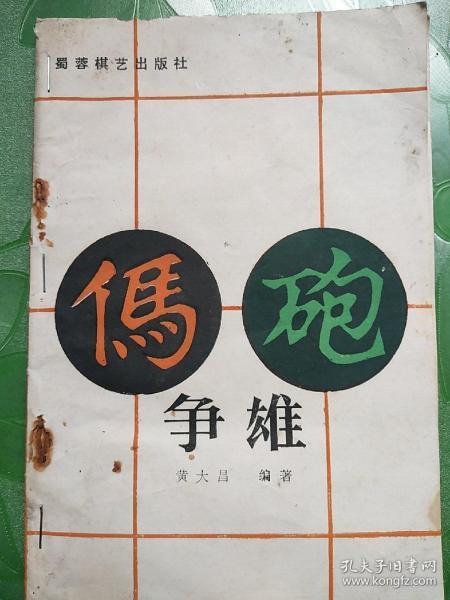 蜀蓉棋艺出版社
傌 砲
争雄
黄大昌 编著
孔夫子旧书网
www.kongfz.com